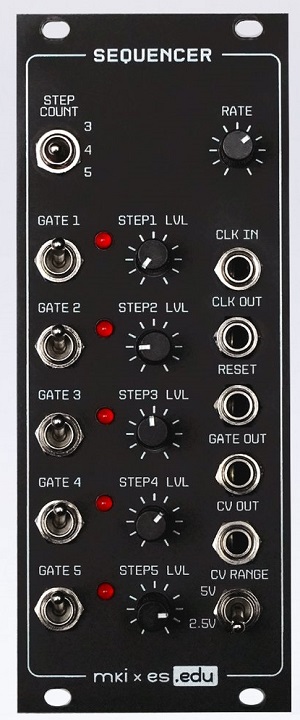 SEQUENCER
STEP
COUNT
3
4
5
RATE
GATE 1
STEP1 LVL
CLK IN
GATE 2
STEP2 LVL
CLK OUT
GATE 3
STEP3 LVL
RESET
GATE 4
STEP4 LVL
GATE OUT
CV OUT
GATE 5
STEP5 LVL
CV RANGE
5V
2.5V
mki x es.edu